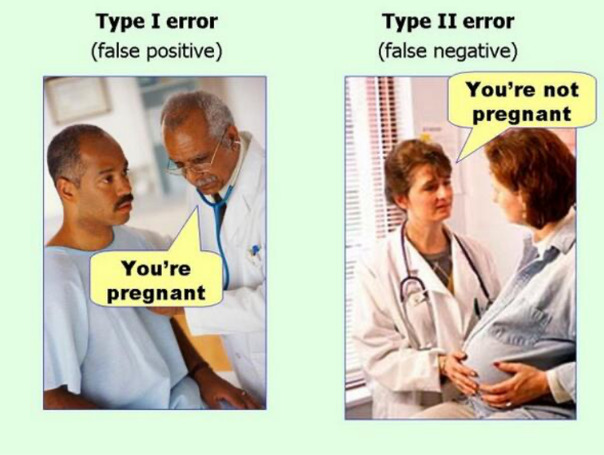 Type I error
(false positive)
You're
pregnant
Type II error
(false negative)
You're not
pregnant